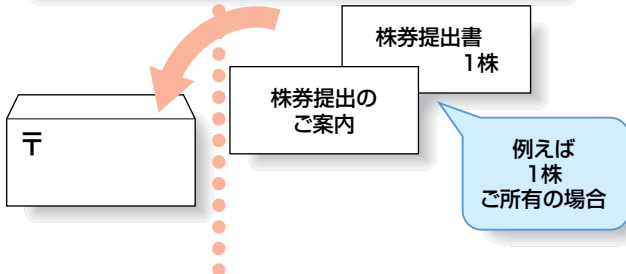 株券提出書
1株
株券提出の
ご案内
〒
例えば
1株
ご所有の場合